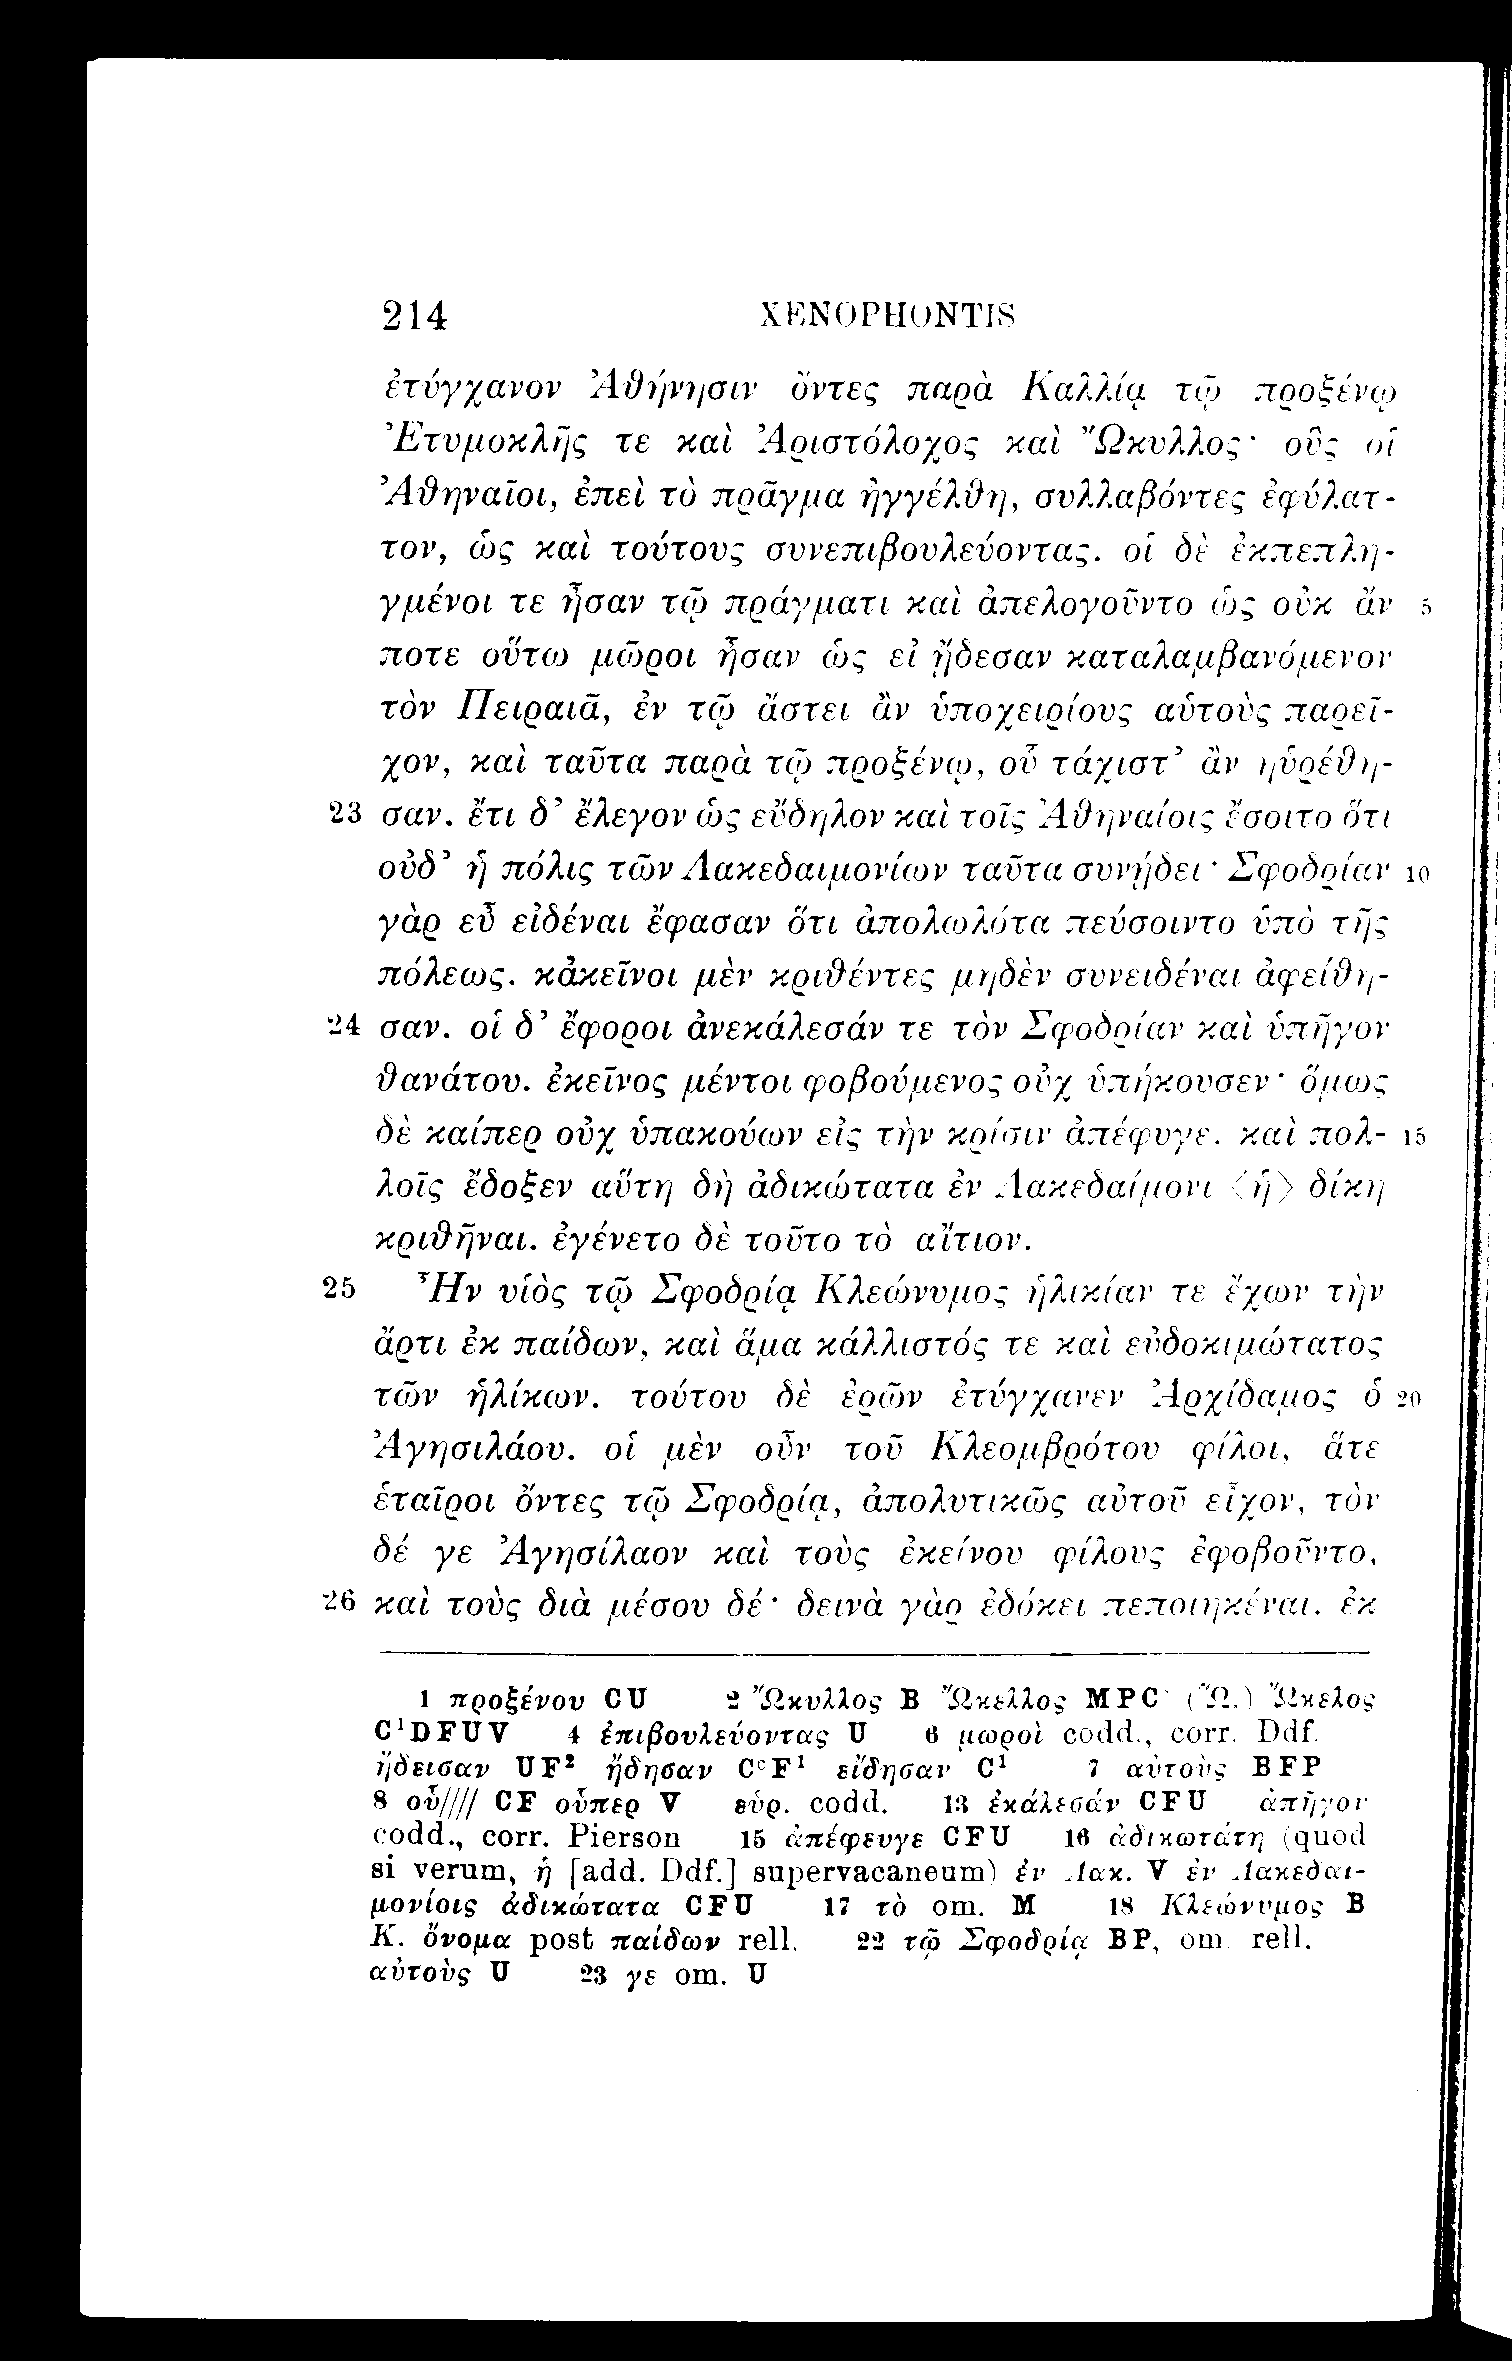 214 XENOPHONTIS
ἐτύγχανον Ἀθήνησιν ὄντες παρὰ Καλλίᾳ τῷ προξένῳ
Ἐτυμοκλῆς τε καὶ Ἀριστόλοχος καὶ Ὤκυλλος· οὓς οἱ
Ἀθηναῖοι, ἐπεὶ τὸ πρᾶγμα ἠγγέλθη, συλλαβόντες ἐφύλατ-
τον, ὡς καὶ τούτους συνεπιβουλεύοντας. οἱ δὲ ἐκπεπλη-
γμένοι τε ἦσαν τῷ πράγματι καὶ ἀπελογοῦντο ὡς οὐκ ἄν 5
ποτε οὕτω μῶροι ἦσαν ὡς εἰ ᾔδεσαν καταλαμβανόμενον
τὸν Πειραιᾶ, ἐν τῷ ἄστει ἂν ὑποχειρίους αὑτοὺς παρεῖ-
χον, καὶ ταῦτα παρὰ τῷ προξένῳ, οὗ τάχιστ’ ἂν ηὑρέθη-
23 σαν. ἔτι δ’ ἔλεγον ὡς εὔδηλον καὶ τοῖς Ἀθηναίοις ἔσοιτο ὅτι
οὐδ’ ἡ πόλις τῶν Λακεδαιμονίων ταῦτα συνῄδει· Σφοδρίαν 10
γὰρ εὖ εἰδέναι ἔφασαν ὅτι ἀπολωλότα πεύσοιντο ὑπὸ τῆς
πόλεως. κἀκεῖνοι μὲν κριθέντες μηδὲν συνειδέναι ἀφείθη-
24 σαν. οἱ δ’ ἔφοροι ἀνεκάλεσάν τε τὸν Σφοδρίαν καὶ ὑπῆγον
θανάτου. ἐκεῖνος μέντοι φοβούμενος οὐχ ὑπήκουσεν· ὅμως
δὲ καίπερ οὐχ ὑπακούων εἰς τὴν κρίσιν ἀπέφυγε. καὶ πολ- 15
λοῖς ἔδοξεν αὕτη δὴ ἀδικώτατα ἐν Λακεδαίμονι 〈ἡ〉 δίκη
κριθῆναι. ἐγένετο δὲ τοῦτο τὸ αἴτιον.
25 Ἦν υἱὸς τῷ Σφοδρίᾳ Κλεώνυμος ἡλικίαν τε ἔχων τὴν
ἄρτι ἐκ παίδων, καὶ ἅμα κάλλιστός τε καὶ εὐδοκιμώτατος
τῶν ἡλίκων. τούτου δὲ ἐρῶν ἐτύγχανεν Ἀρχίδαμος ὁ 20
Ἀγησιλάου. οἱ μὲν οὖν τοῦ Κλεομβρότου φίλοι, ἅτε
ἑταῖροι ὄντες τῷ Σφοδρίᾳ, ἀπολυτικῶς αὐτοῦ εἶχον, τὸν
δέ γε Ἀγησίλαον καὶ τοὺς ἐκείνου φίλους ἐφοβοῦντο,
26 καὶ τοὺς διὰ μέσου δέ· δεινὰ γὰρ ἐδόκει πεποιηκέναι. ἐκ
1 προξένου CU 2 Ὤκυλλος B Ὤκελλος MPC (Ὤ.) Ὤκελος
C¹DFUV 4 ἐπιβουλεύοντας U 6 μωροὶ codd., corr. Ddf.
ᾔδεισαν UF² ᾔδησαν CᶜF¹ εἴδησαν C¹ 7 αὐτοὺς BFP
8 οὗ//// CF οὗπερ V εὑρ. codd. 13 ἐκάλεσάν CFU ἀπῆγον
codd., corr. Pierson 15 ἀπέφευγε CFU 16 ἀδικωτάτη (quod
si verum, ἡ [add. Ddf.] supervacaneum) ἐν Λακ. V ἐν Λακεδαι-
μονίοις ἀδικώτατα CFU 17 τὸ om. M 18 Κλεώνυμος B
Κ. ὄνομα post παίδων rell. 22 τῷ Σφοδρίᾳ BP, om. rell.
αὐτοὺς U 23 γε om. U